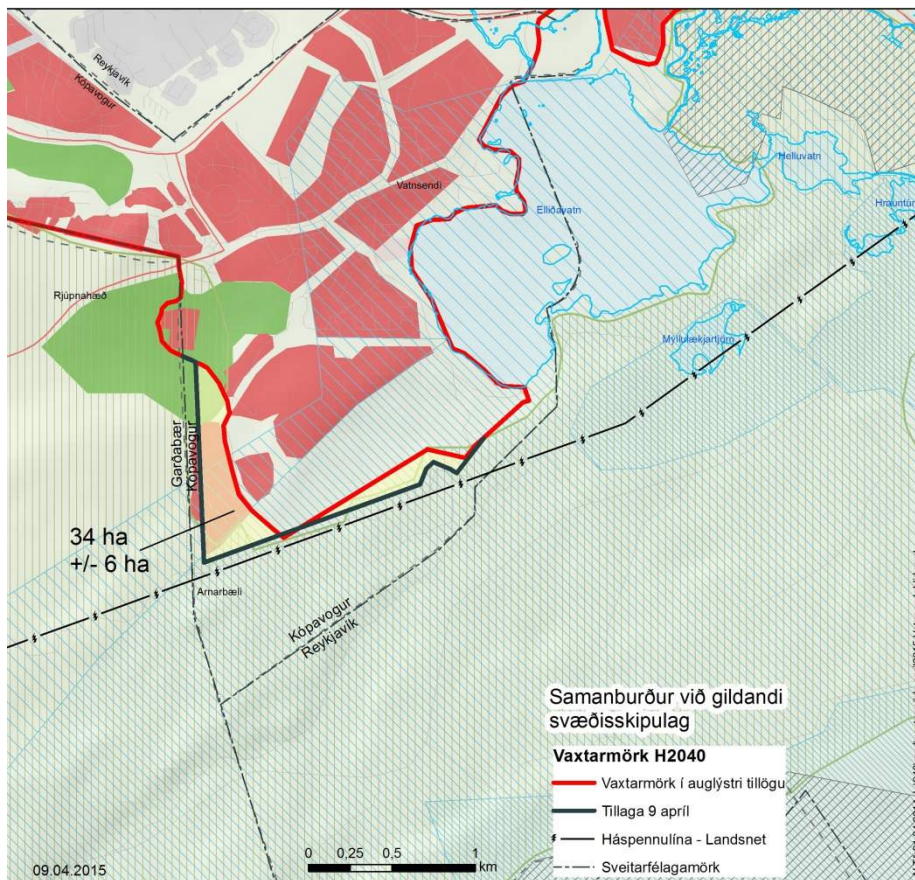 Reykjavík
Kópavogur
Vatnsendi
Elliðavatn
Helluvatn
Rjúpnahæð
Mýllulækjartjörn
Garðabær
Kópavogur
34 ha
+/- 6 ha
Arnarbæli
Kópavogur
Reykjavík
Samanburður við gildandi
svæðisskipulag
Vaxtarmörk H2040
Vaxtarmörk í auglýstri tillögu
Tillaga 9 apríl
Háspennulína - Landsnet
Sveitarfélagamörk
0 0,25 0,5 1
km
09.04.2015